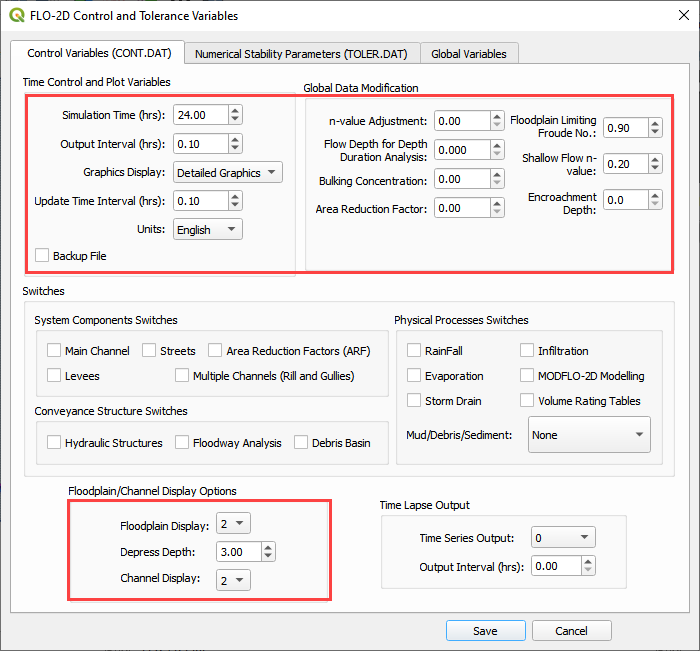 FLO-2D Control and Tolerance Variables
Control Variables (CONT.DAT)
Numerical Stability Parameters (TOLER.DAT)
Global Variables
Time Control and Plot Variables
Simulation Time (hrs): 24.00
Output Interval (hrs): 0.10
Graphics Display: Detailed Graphics
Update Time Interval (hrs): 0.10
Units: English
Backup File
Global Data Modification
n-value Adjustment: 0.00
Flow Depth for Depth
Duration Analysis: 0.000
Bulking Concentration: 0.00
Area Reduction Factor: 0.00
Floodplain Limiting
Froude No.: 0.90
Shallow Flow n-
value: 0.20
Encroachment
Depth: 0.0
Switches
System Components Switches
Main Channel Streets Area Reduction Factors (ARF)
Levees Multiple Channels (Rill and Gullies)
Conveyance Structure Switches
Hydraulic Structures Floodway Analysis Debris Basin
Physical Processes Switches
RainFall Infiltration
Evaporation MODFLO-2D Modelling
Storm Drain Volume Rating Tables
Mud/Debris/Sediment: None
Floodplain/Channel Display Options
Floodplain Display: 2
Depress Depth: 3.00
Channel Display: 2
Time Lapse Output
Time Series Output: 0
Output Interval (hrs): 0.00
Save Cancel